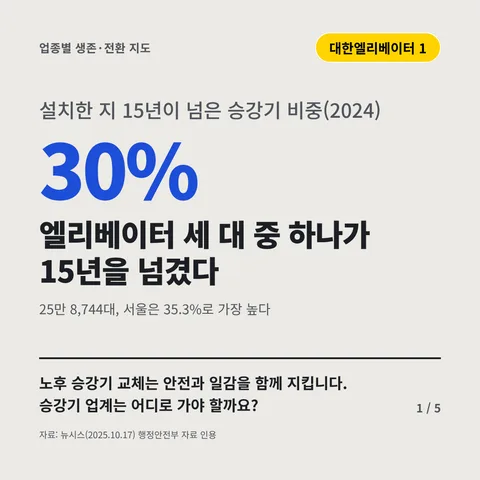 업종별 생존·전환 지도
대한엘리베이터 1
설치한 지 15년이 넘은 승강기 비중(2024)
30%
엘리베이터 세 대 중 하나가
15년을 넘겼다
25만 8,744대, 서울은 35.3%로 가장 높다
노후 승강기 교체는 안전과 일감을 함께 지킵니다.
승강기 업계는 어디로 가야 할까요?
1 / 5
자료: 뉴시스(2025.10.17) 행정안전부 자료 인용